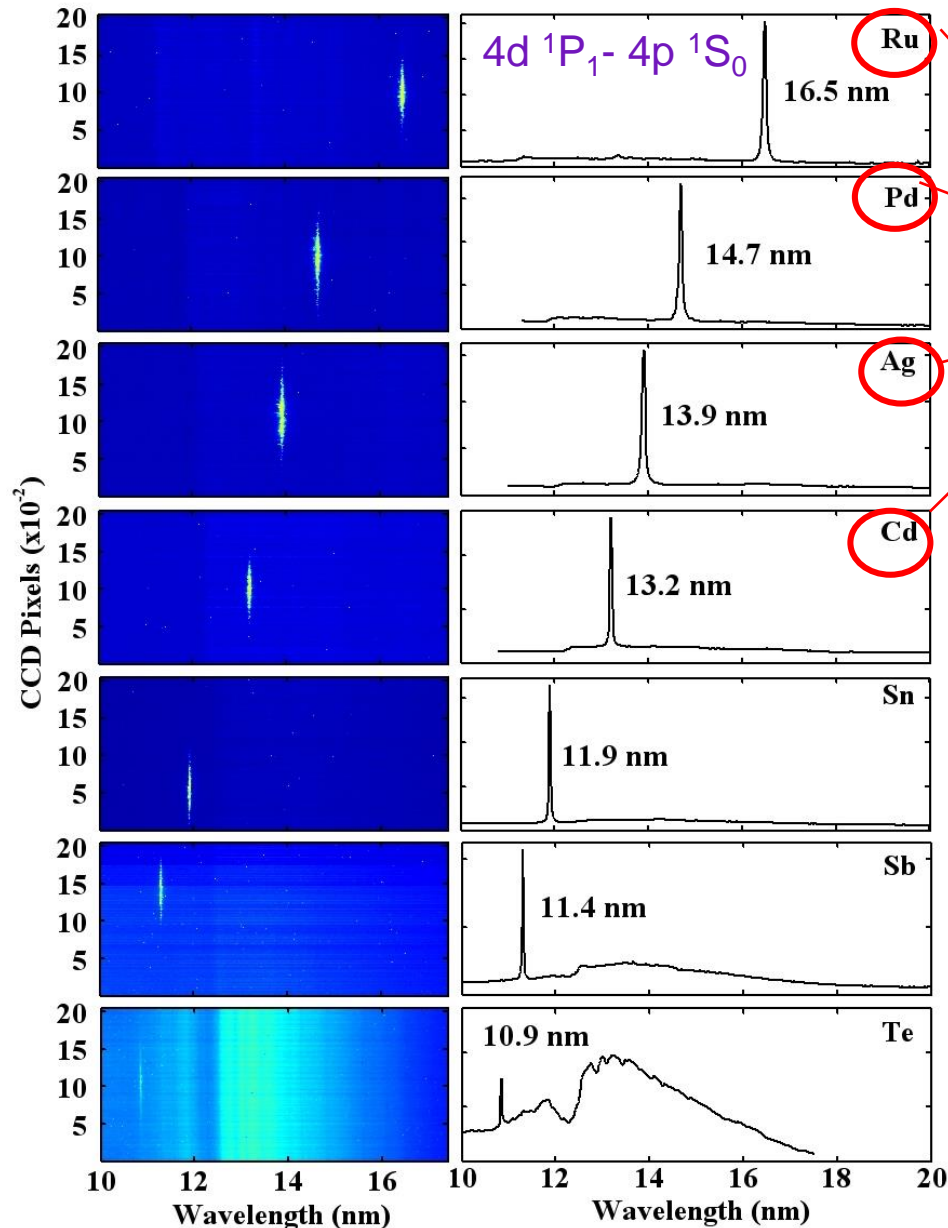 4d ¹P₁- 4p ¹S₀
Ru
16.5 nm
20
15
10
5
Pd
14.7 nm
20
15
10
5
Ag
13.9 nm
20
15
10
5
Cd
13.2 nm
20
15
10
5
Sn
11.9 nm
20
15
10
5
Sb
11.4 nm
20
15
10
5
Te
10.9 nm
20
15
10
5
CCD Pixels (x10⁻²)
10 12 14 16
Wavelength (nm)
10 12 14 16 18 20
Wavelength (nm)